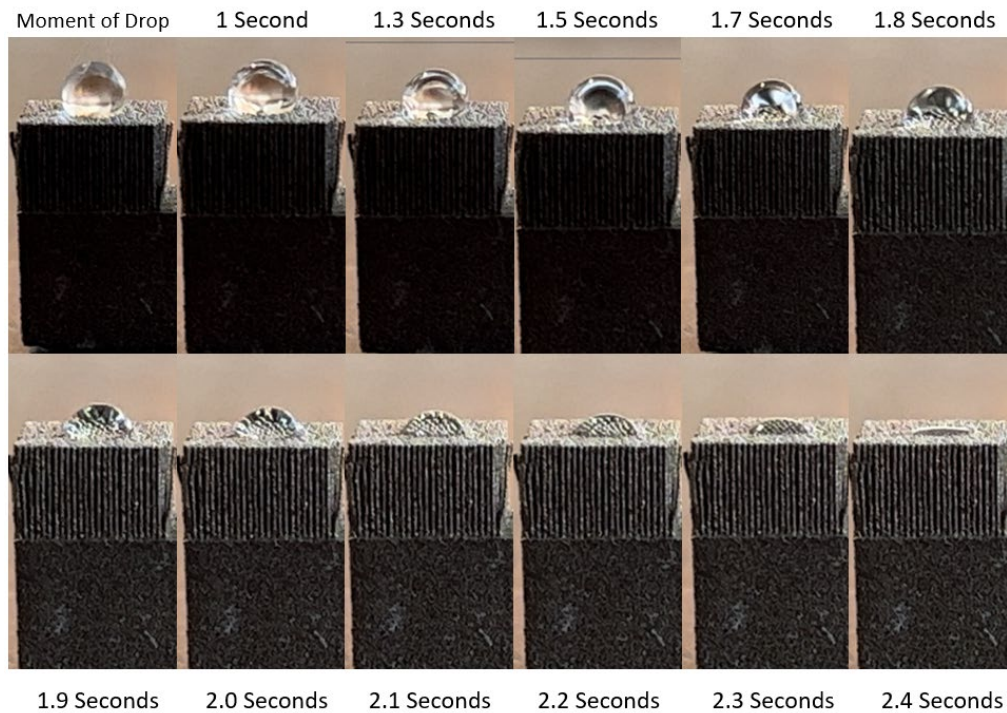 Moment of Drop 1 Second 1.3 Seconds 1.5 Seconds 1.7 Seconds 1.8 Seconds
1.9 Seconds 2.0 Seconds 2.1 Seconds 2.2 Seconds 2.3 Seconds 2.4 Seconds